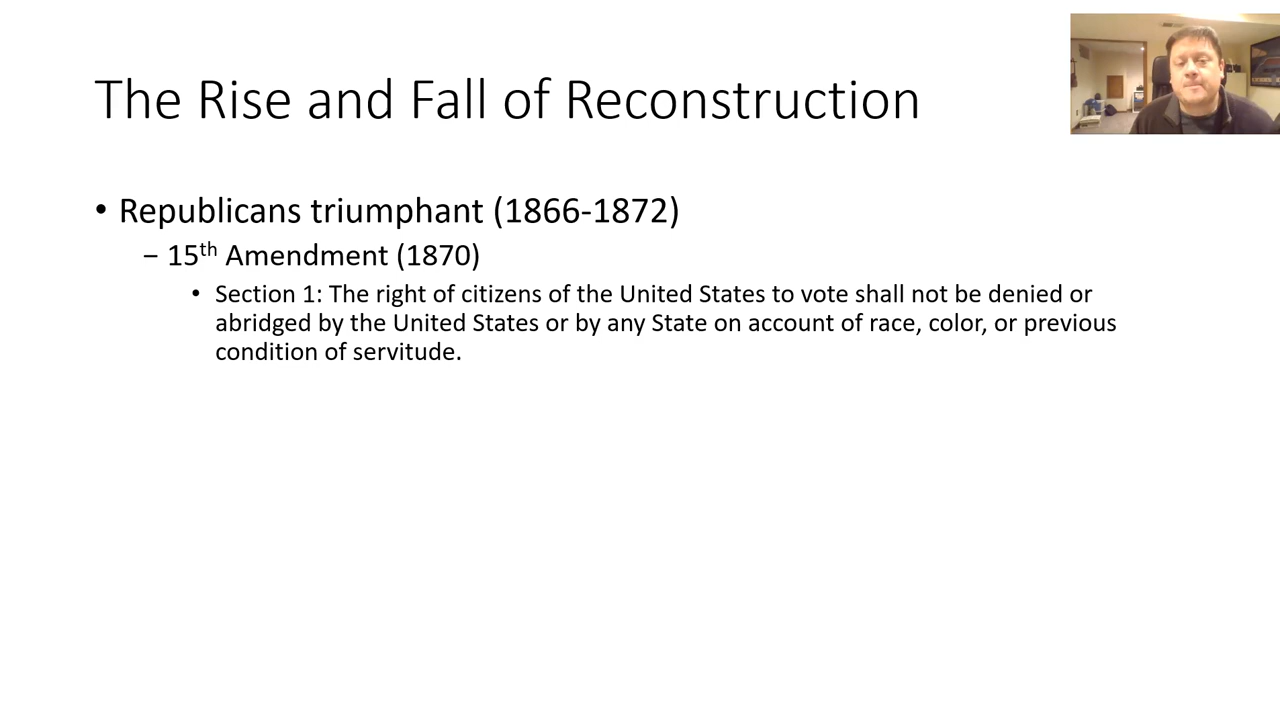 The Rise and Fall of Reconstruction
• Republicans triumphant (1866-1872)
– 15th Amendment (1870)
• Section 1: The right of citizens of the United States to vote shall not be denied or
abridged by the United States or by any State on account of race, color, or previous
condition of servitude.